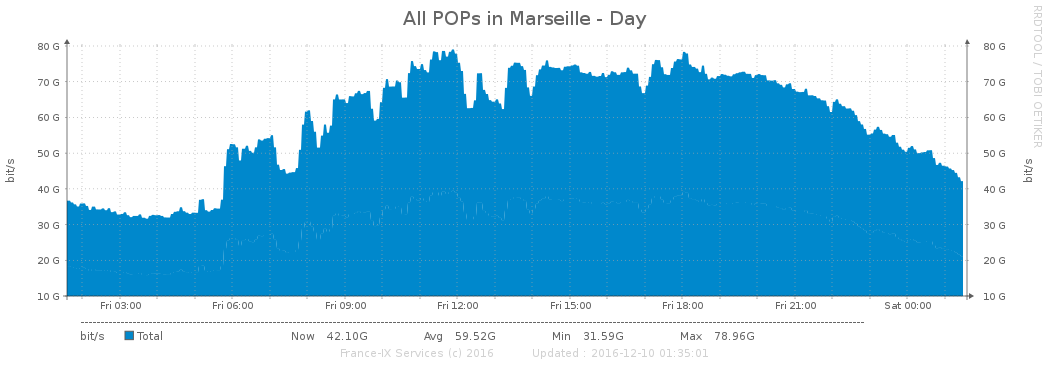 All POPs in Marseille - Day
RRDTOOL / TOBI OETIKER
80 G 80 G
70 G 70 G
60 G 60 G
50 G 50 G
40 G 40 G
30 G 30 G
20 G 20 G
10 G 10 G
bit/s
bit/s
Fri 03:00 Fri 06:00 Fri 09:00 Fri 12:00 Fri 15:00 Fri 18:00 Fri 21:00 Sat 00:00
bit/s Total Now 42.10G Avg 59.52G Min 31.59G Max 78.96G
France-IX Services (c) 2016 Updated : 2016-12-10 01:35:01